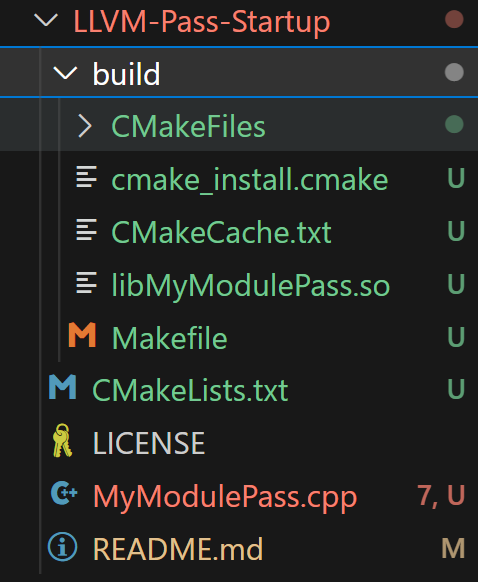 LLVM-Pass-Startup
build
CMakeFiles
cmake_install.cmake U
CMakeCache.txt U
libMyModulePass.so U
M Makefile U
M CMakeLists.txt U
LICENSE
C++ MyModulePass.cpp 7, U
README.md M